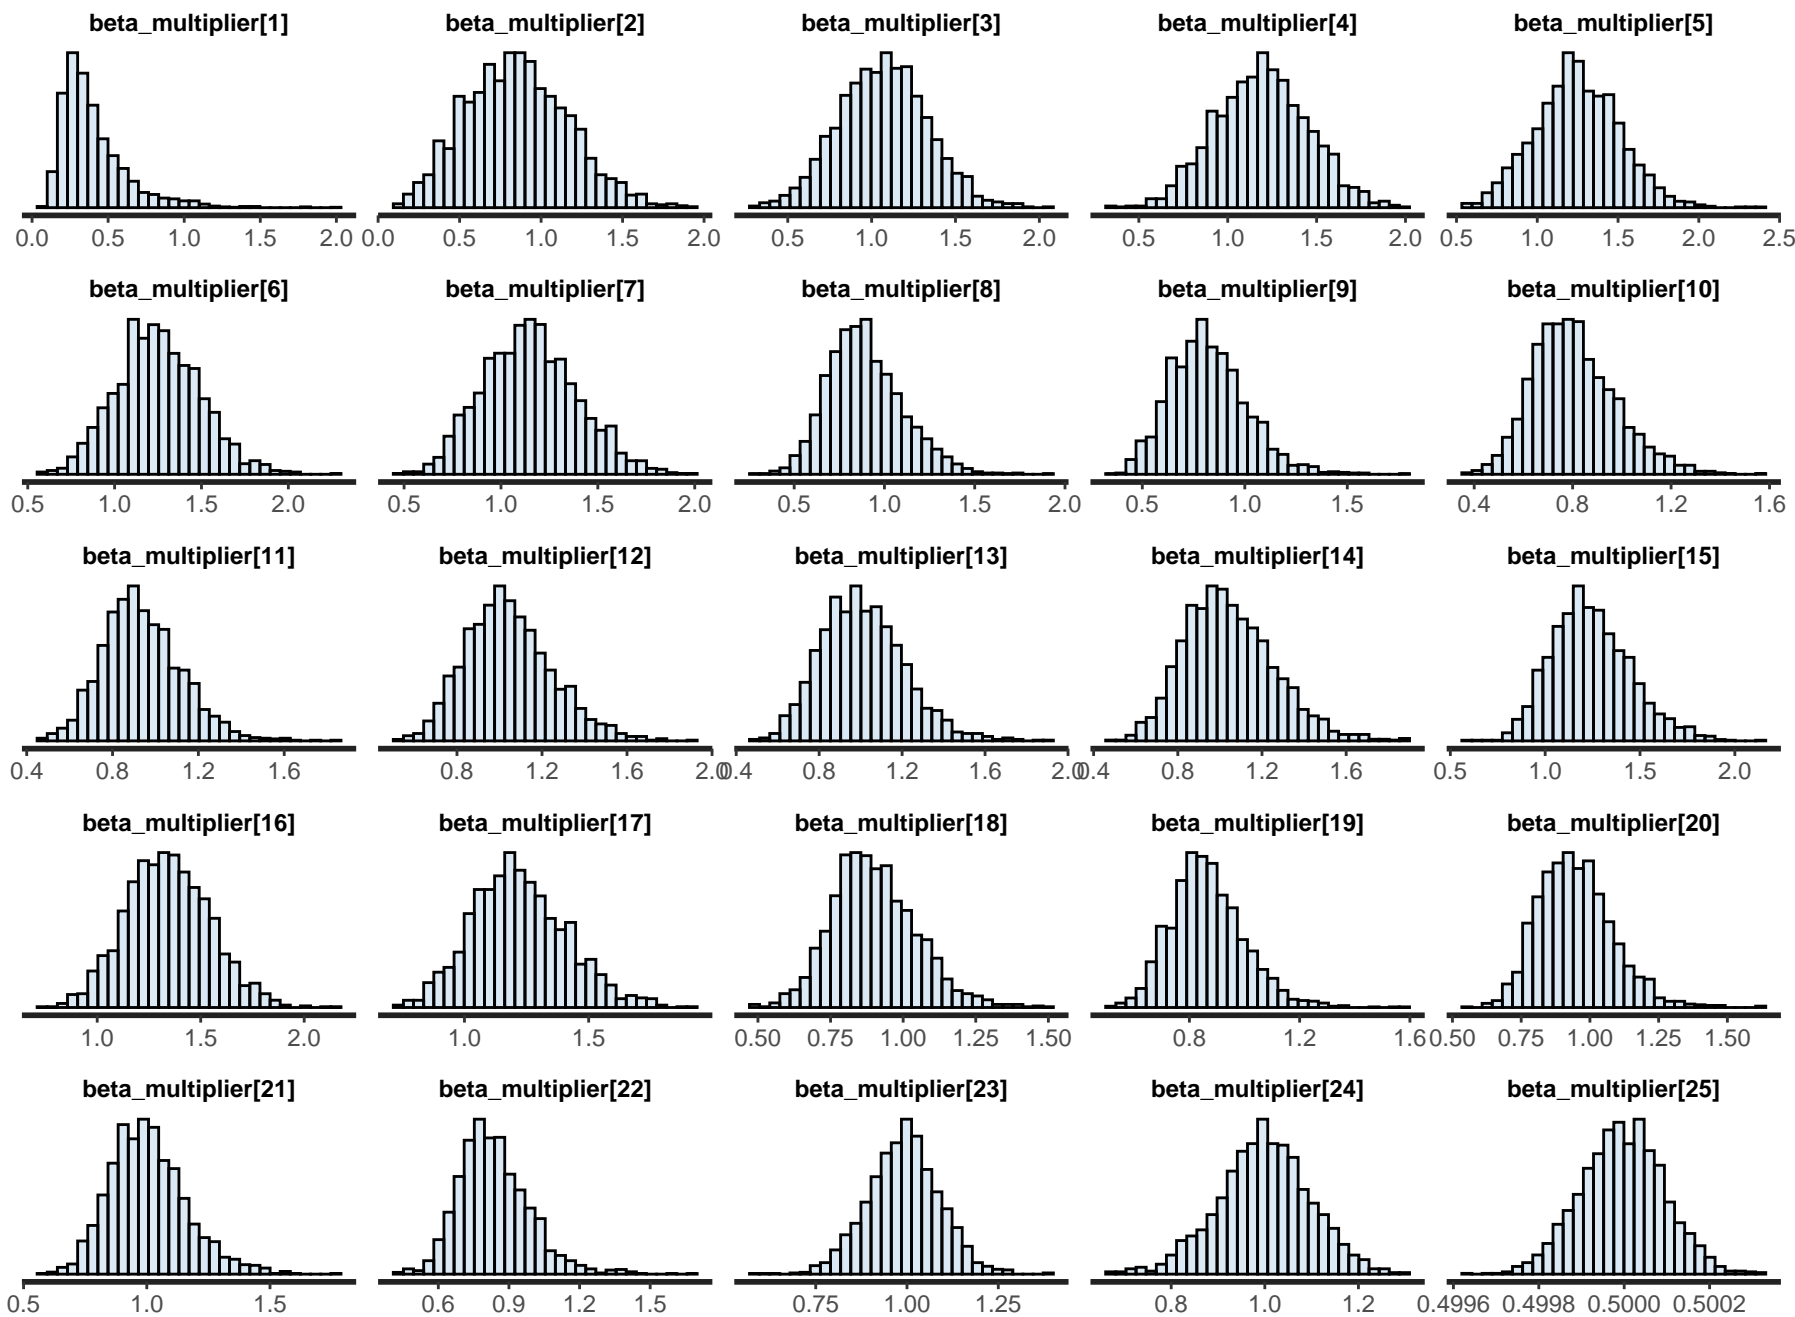 beta_multiplier[1] beta_multiplier[2] beta_multiplier[3] beta_multiplier[4] beta_multiplier[5]
0.0 0.5 1.0 1.5 2.0 0.0 0.5 1.0 1.5 2.0 0.5 1.0 1.5 2.0 0.5 1.0 1.5 2.0 0.5 1.0 1.5 2.0 2.5
beta_multiplier[6] beta_multiplier[7] beta_multiplier[8] beta_multiplier[9] beta_multiplier[10]
0.5 1.0 1.5 2.0 0.5 1.0 1.5 2.0 0.5 1.0 1.5 2.0 0.5 1.0 1.5 0.4 0.8 1.2 1.6
beta_multiplier[11] beta_multiplier[12] beta_multiplier[13] beta_multiplier[14] beta_multiplier[15]
0.4 0.8 1.2 1.6 0.8 1.2 1.6 2.0 0.4 0.8 1.2 1.6 2.0 0.4 0.8 1.2 1.6 0.5 1.0 1.5 2.0
beta_multiplier[16] beta_multiplier[17] beta_multiplier[18] beta_multiplier[19] beta_multiplier[20]
1.0 1.5 2.0 1.0 1.5 0.50 0.75 1.00 1.25 1.50 0.8 1.2 1.6 0.50 0.75 1.00 1.25 1.50
beta_multiplier[21] beta_multiplier[22] beta_multiplier[23] beta_multiplier[24] beta_multiplier[25]
0.5 1.0 1.5 0.6 0.9 1.2 1.5 0.75 1.00 1.25 0.8 1.0 1.2 0.4996 0.4998 0.5000 0.5002